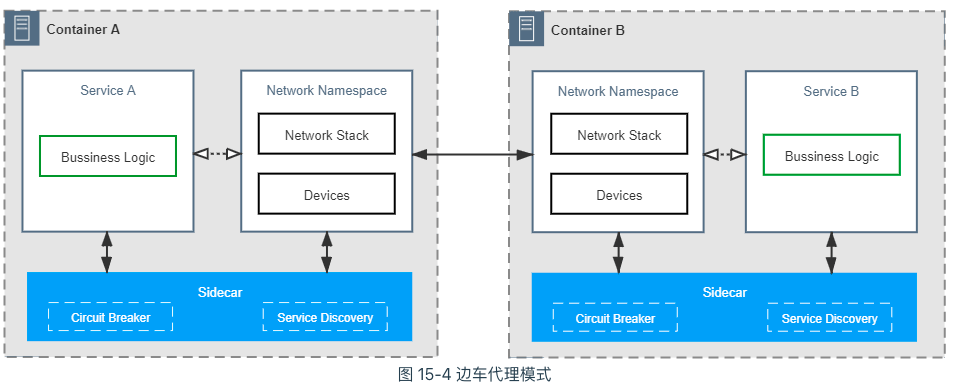 Container A
Service A
Bussiness Logic
Network Namespace
Network Stack
Devices
Sidecar
Circuit Breaker
Service Discovery
Container B
Network Namespace
Network Stack
Devices
Service B
Bussiness Logic
Sidecar
Circuit Breaker
Service Discovery
图 15-4 边车代理模式